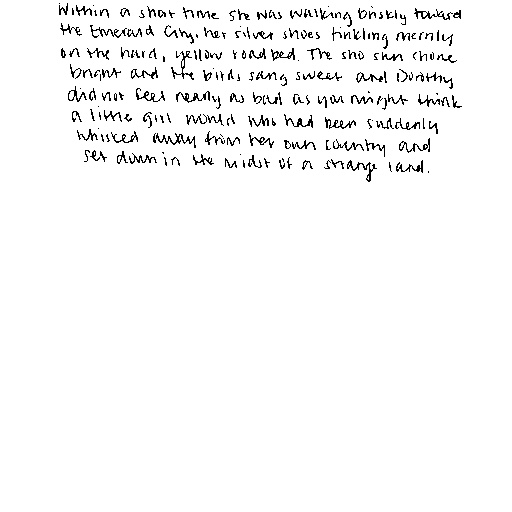 Within a short time she was walking briskly toward
the Emerald City, her silver shoes tinkling merrily
on the hard, yellow roadbed. The sho sun shone
bright and the birds sang sweet and Dorothy
did not feel nearly as bad as you might think
a little girl would who had been suddenly
whisked away from her own country and
set down in the midst of a strange land.